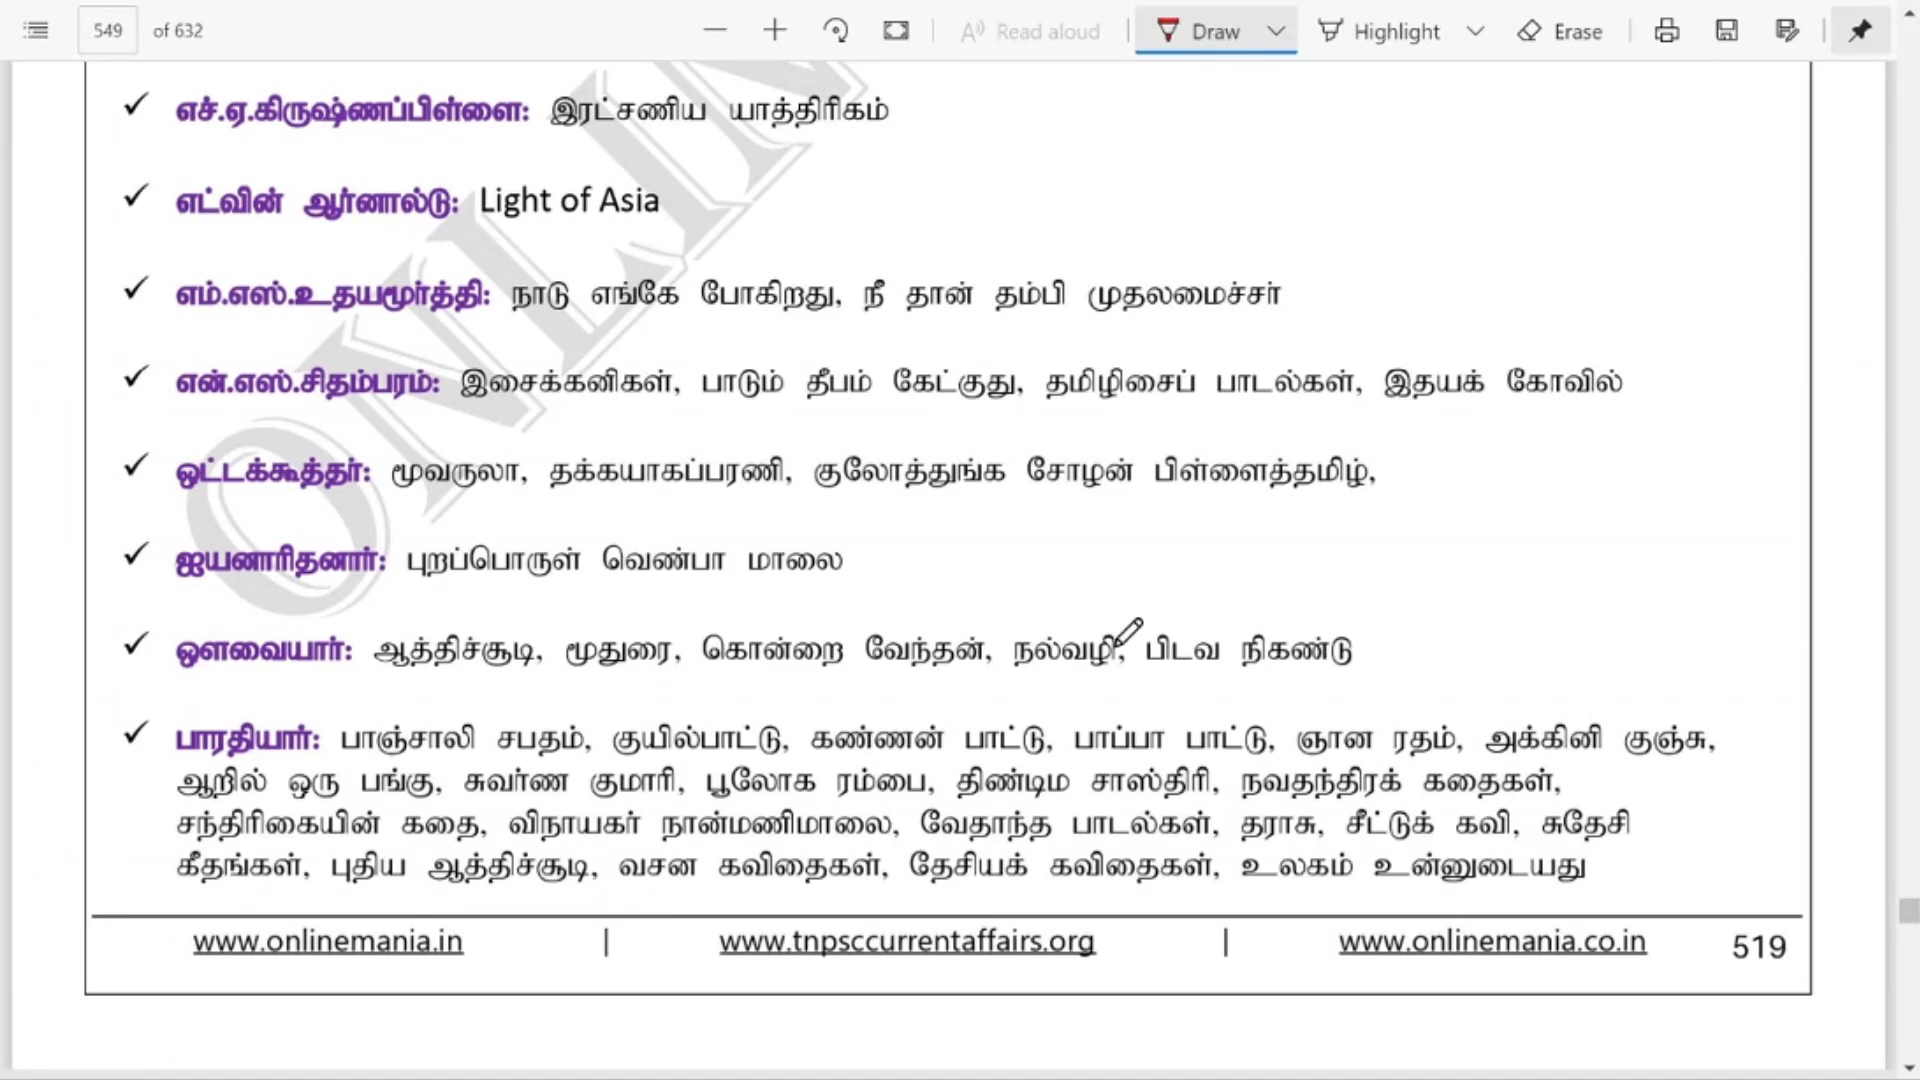 549 of 632 Read aloud Draw Highlight Erase
எச்.ஏ.கிருஷ்ணப்பிள்ளை: இரட்சணிய யாத்திரிகம்
எட்வின் ஆர்னால்டு: Light of Asia
எம்.எஸ்.உதயமூர்த்தி: நாடு எங்கே போகிறது, நீ தான் தம்பி முதலமைச்சர்
என்.எஸ்.சிதம்பரம்: இசைக்கனிகள், பாடும் தீபம் கேட்குது, தமிழிசைப் பாடல்கள், இதயக் கோவில்
ஒட்டக்கூத்தர்: மூவருலா, தக்கயாகப்பரணி, குலோத்துங்க சோழன் பிள்ளைத்தமிழ்,
ஐயனாரிதனார்: புறப்பொருள் வெண்பா மாலை
ஔவையார்: ஆத்திச்சூடி, மூதுரை, கொன்றை வேந்தன், நல்வழி, பிடவ நிகண்டு
பாரதியார்: பாஞ்சாலி சபதம், குயில்பாட்டு, கண்ணன் பாட்டு, பாப்பா பாட்டு, ஞான ரதம், அக்கினி குஞ்சு,
ஆறில் ஒரு பங்கு, சுவர்ண குமாரி, பூலோக ரம்பை, திண்டிம சாஸ்திரி, நவதந்திரக் கதைகள்,
சந்திரிகையின் கதை, விநாயகர் நான்மணிமாலை, வேதாந்த பாடல்கள், தராசு, சீட்டுக் கவி, சுதேசி
கீதங்கள், புதிய ஆத்திச்சூடி, வசன கவிதைகள், தேசியக் கவிதைகள், உலகம் உன்னுடையது
www.onlinemania.in | www.tnpsccurrentaffairs.org | www.onlinemania.co.in 519
ONLIN